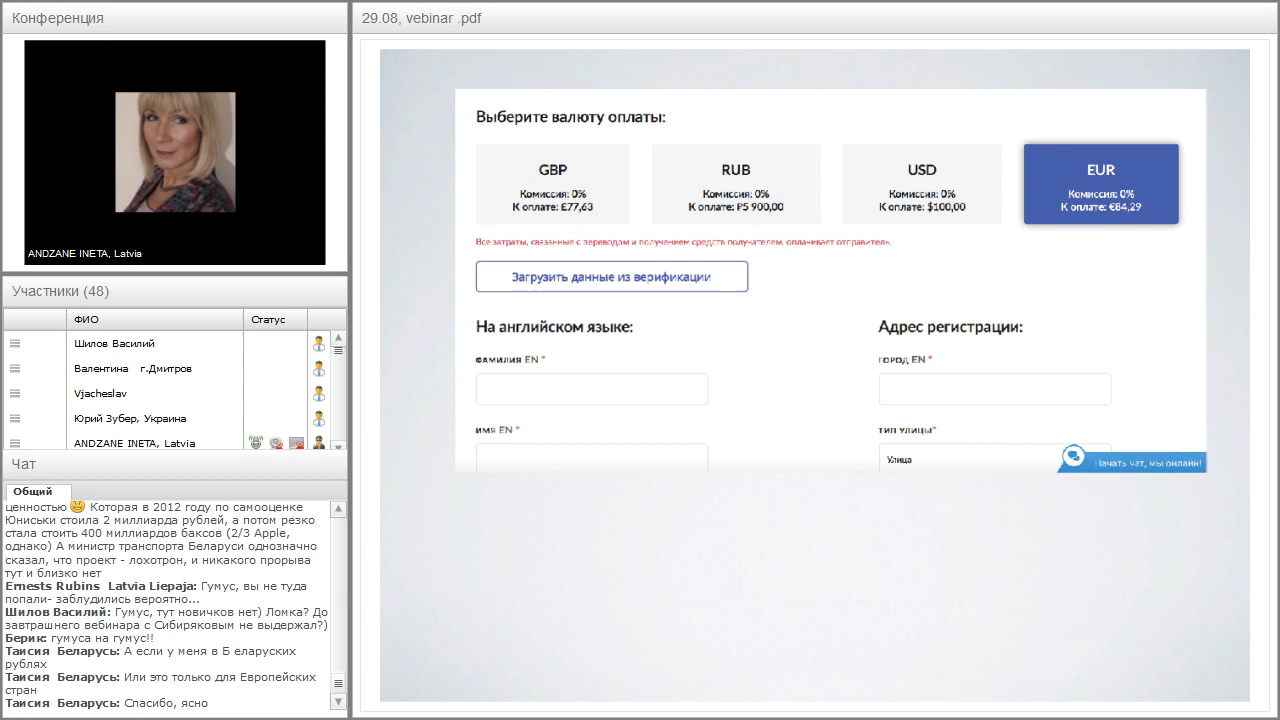 Конференция
ANDZANE INETA, Latvia
Участники (48)
ФИО
Статус
Шилов Василий
Валентина г.Дмитров
Vjacheslav
Юрий Зубер, Украина
ANDZANE INETA, Latvia
Чат
Общий
ценностью Которая в 2012 году по самооценке
Юниськи стоила 2 миллиарда рублей, а потом резко
стала стоить 400 миллиардов баксов (2/3 Apple,
однако) А министр транспорта Беларуси однозначно
сказал, что проект - лохотрон, и никакого прорыва
тут и близко нет
Ernests Rubins Latvia Liepaja: Гумус, вы не туда
попали- заблудились вероятно...
Шилов Василий: Гумус, тут новичков нет) Ломка? До
завтрашнего вебинара с Сибиряковым не выдержал?)
Берик: гумуса на гумус!!
Таисия Беларусь: А если у меня в Б еларуских
рублях
Таисия Беларусь: Или это только для Европейских
стран
Таисия Беларусь: Спасибо, ясно
29.08, vebinar .pdf
Выберите валюту оплаты:
GBP
Комиссия: 0%
К оплате: £77,63
RUB
Комиссия: 0%
К оплате: ₽5 900,00
USD
Комиссия: 0%
К оплате: $100,00
EUR
Комиссия: 0%
К оплате: €84,29
Все затраты, связанные с переводом и получением средств получателем, оплачивает отправитель.
Загрузить данные из верификации
На английском языке:
Адрес регистрации:
ФАМИЛИЯ EN *
ГОРОД EN *
ИМЯ EN *
ТИП УЛИЦЫ*
Улица
Начать чат, мы онлайн!